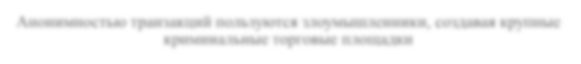 Анонимностью транзакций пользуются злоумышленники, создавая крупные
криминальные торговые площадки